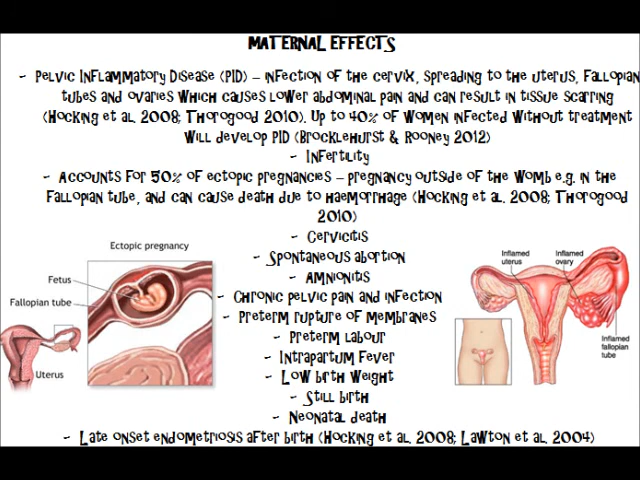 MATERNAL EFFECTS
- Pelvic Inflammatory Disease (PID) – infection of the cervix, spreading to the uterus, Fallopian
tubes and ovaries which causes lower abdominal pain and can result in tissue scarring
(Hocking et al. 2008; Thorogood 2010). Up to 40% of women infected without treatment
will develop PID (Brocklehurst & Rooney 2012)
- Infertility
- Accounts for 50% of ectopic pregnancies – pregnancy outside of the womb e.g. in the
Fallopian tube, and can cause death due to haemorrhage (Hocking et al. 2008; Thorogood
2010)
- Cervicitis
- Spontaneous abortion
- Amnionitis
- Chronic pelvic pain and infection
- Preterm rupture of membranes
- Preterm labour
- Intrapartum Fever
- Low birth weight
- Still birth
- Neonatal death
- Late onset endometriosis after birth (Hocking et al. 2008; Lawton et al. 2004)
Ectopic pregnancy
Fetus
Fallopian tube
Uterus
Inflamed
uterus
Inflamed
ovary
Inflamed
fallopian
tube